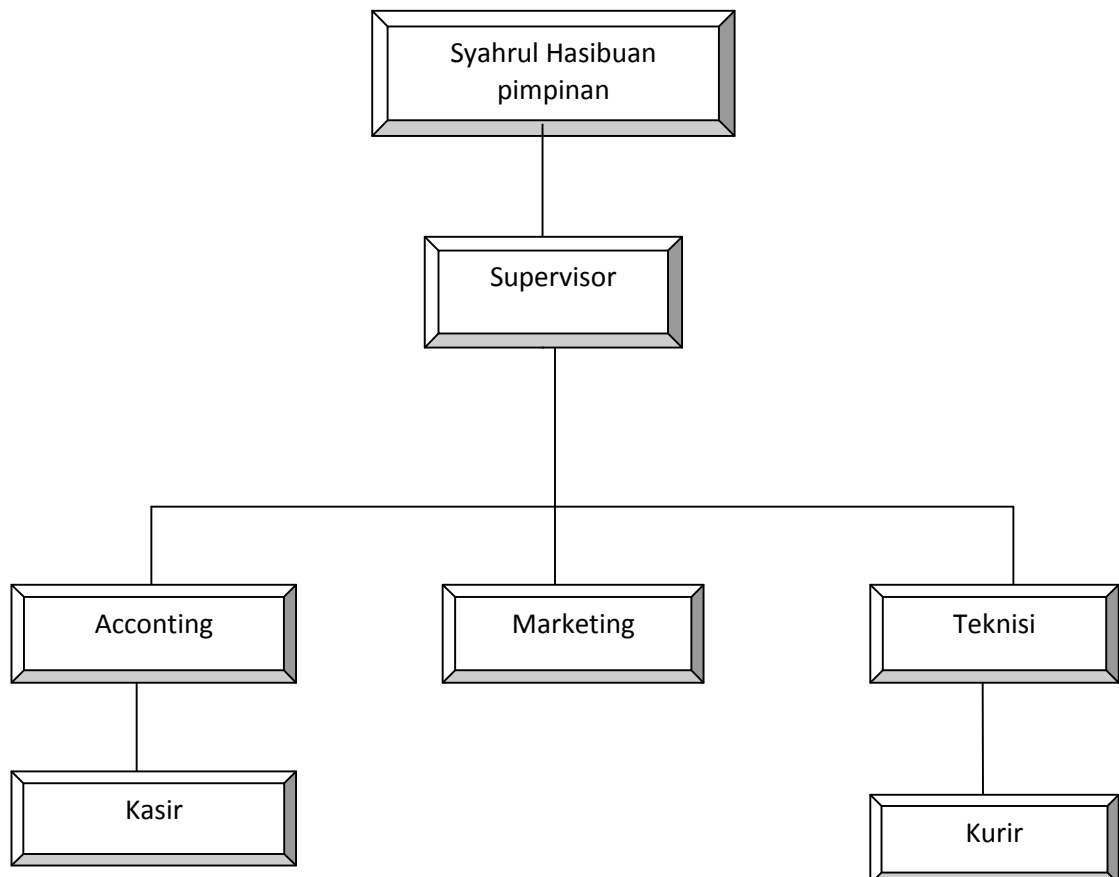 Syahrul Hasibuan
pimpinan
Supervisor
Acconting
Marketing
Teknisi
Kasir
Kurir